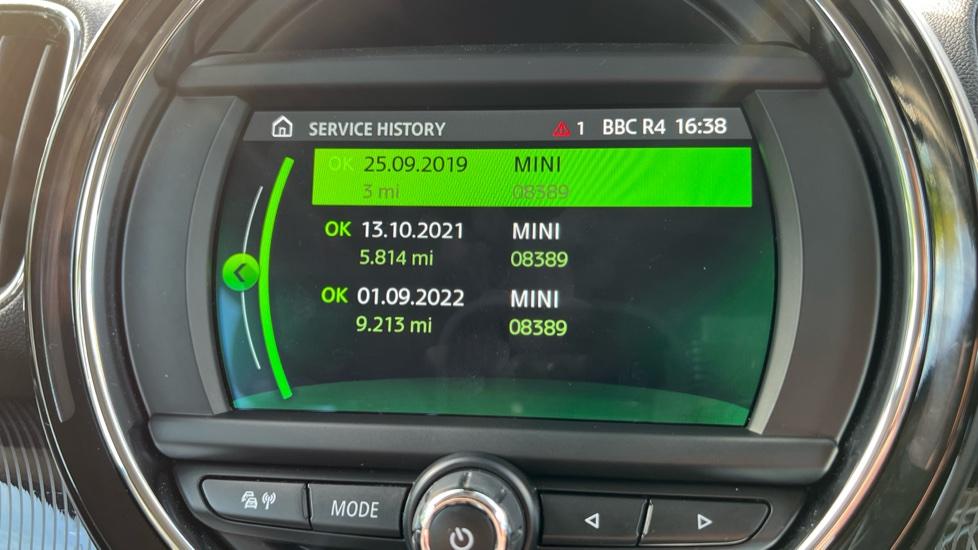 SERVICE HISTORY 1 BBC R4 16:38
OK 25.09.2019 MINI
3 mi 08389
OK 13.10.2021 MINI
5.814 mi 08389
OK 01.09.2022 MINI
9.213 mi 08389
MODE